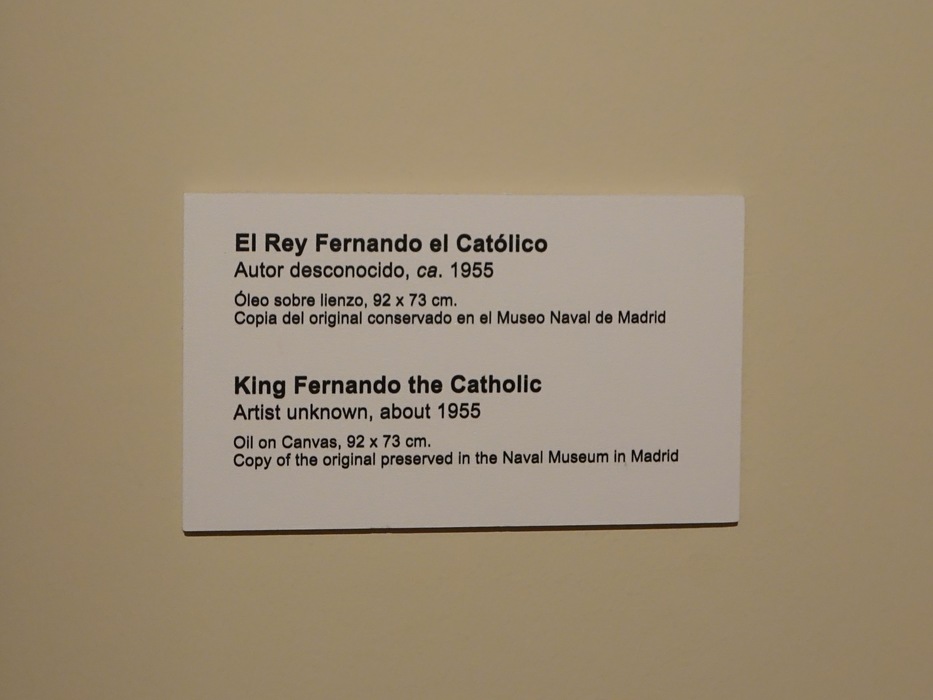 El Rey Fernando el Católico
Autor desconocido, ca. 1955
Óleo sobre lienzo, 92 x 73 cm.
Copia del original conservado en el Museo Naval de Madrid
King Fernando the Catholic
Artist unknown, about 1955
Oil on Canvas, 92 x 73 cm.
Copy of the original preserved in the Naval Museum in Madrid